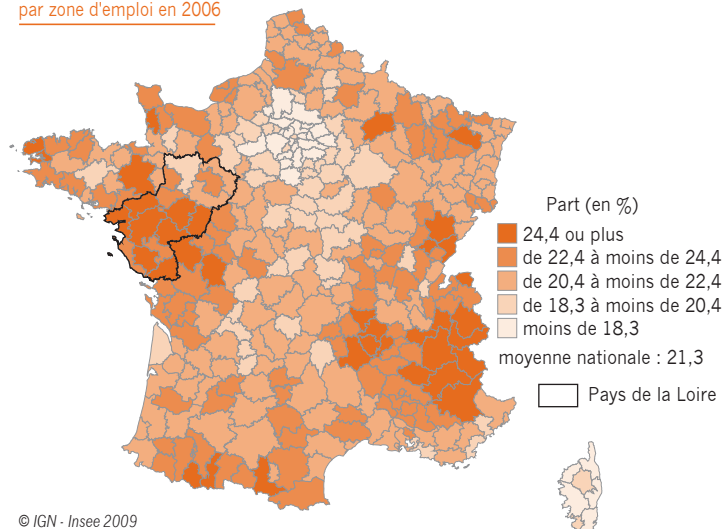 par zone d'emploi en 2006
Part (en %)
24,4 ou plus
de 22,4 à moins de 24,4
de 20,4 à moins de 22,4
de 18,3 à moins de 20,4
moins de 18,3
moyenne nationale : 21,3
Pays de la Loire
© IGN - Insee 2009